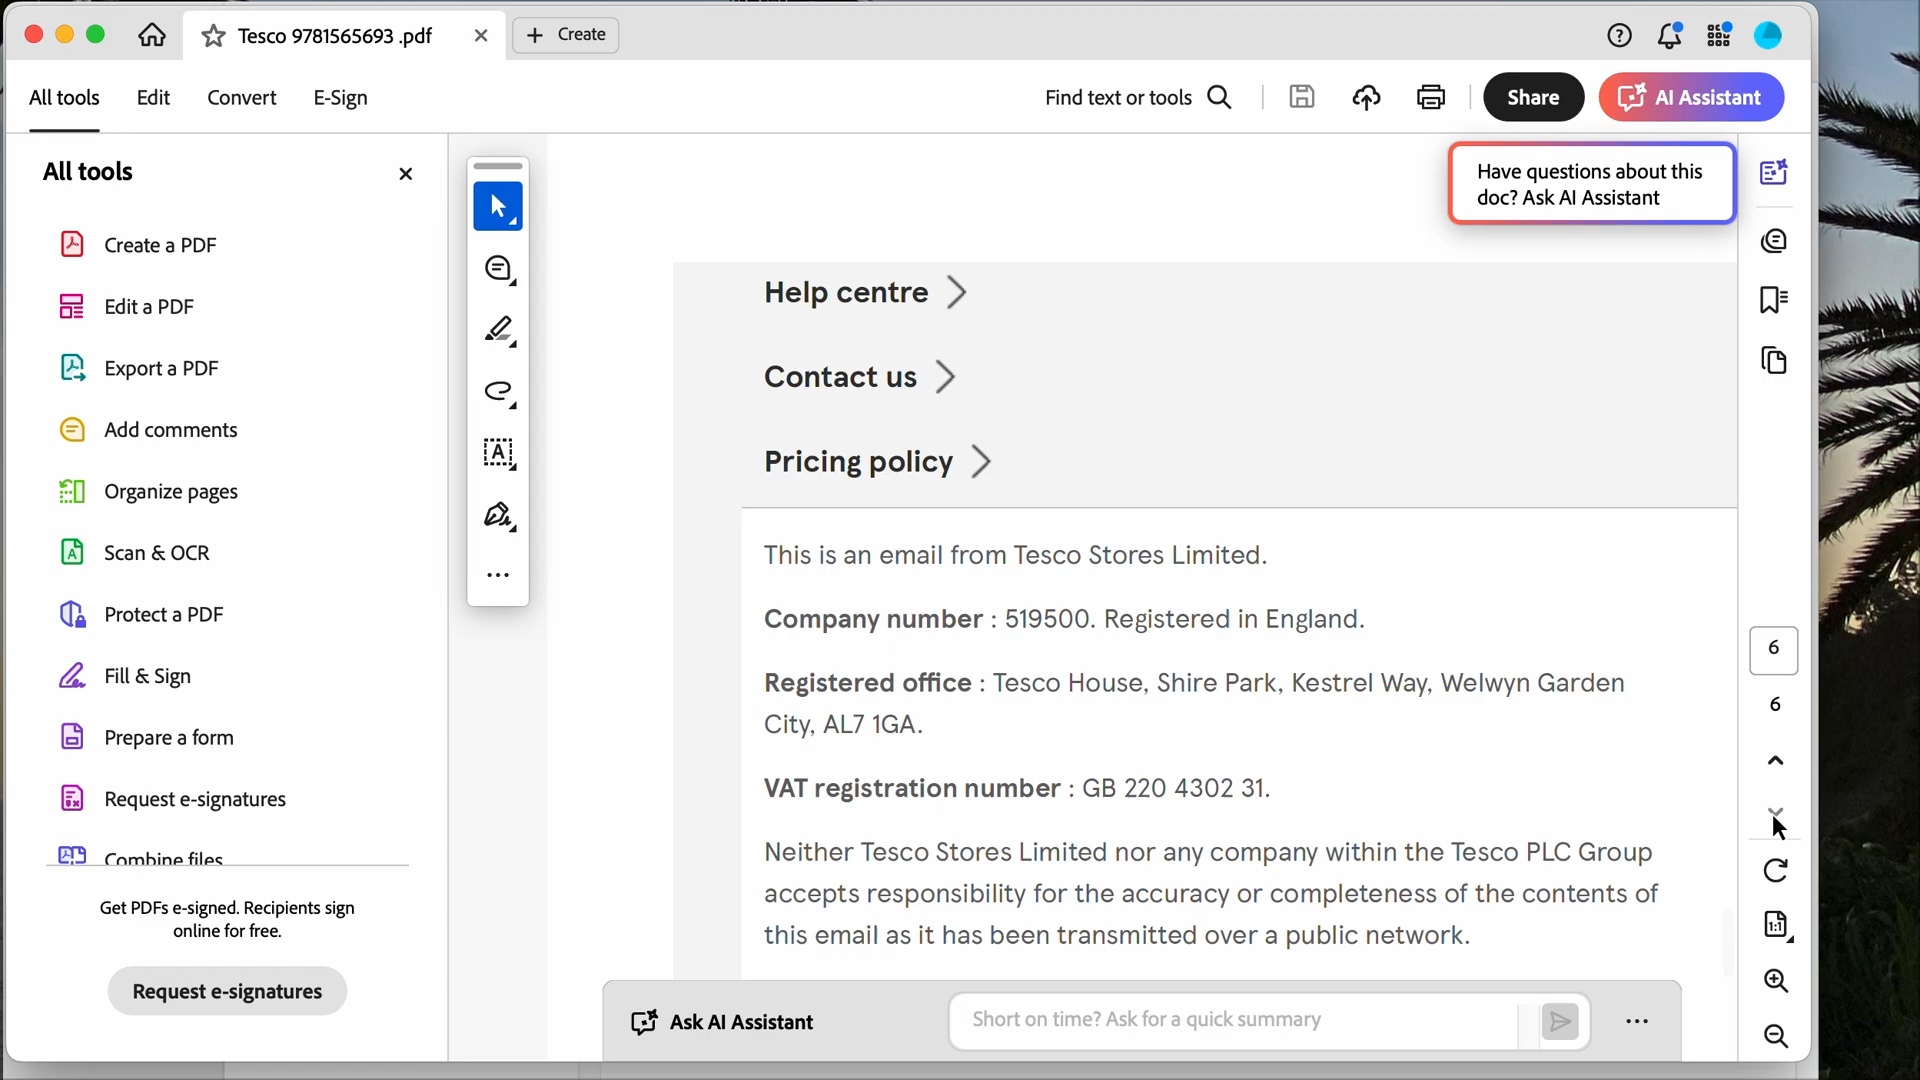 Tesco 9781565693 .pdf
Create
All tools
Edit
Convert
E-Sign
Find text or tools
Share
AI Assistant
All tools
Create a PDF
Edit a PDF
Export a PDF
Add comments
Organize pages
Scan & OCR
Protect a PDF
Fill & Sign
Prepare a form
Request e-signatures
Combine files
Get PDFs e-signed. Recipients sign
online for free.
Request e-signatures
Have questions about this
doc? Ask AI Assistant
Help centre
Contact us
Pricing policy
This is an email from Tesco Stores Limited.
Company number : 519500. Registered in England.
Registered office : Tesco House, Shire Park, Kestrel Way, Welwyn Garden
City, AL7 1GA.
VAT registration number : GB 220 4302 31.
Neither Tesco Stores Limited nor any company within the Tesco PLC Group
accepts responsibility for the accuracy or completeness of the contents of
this email as it has been transmitted over a public network.
Ask AI Assistant
Short on time? Ask for a quick summary
6
6
1:1